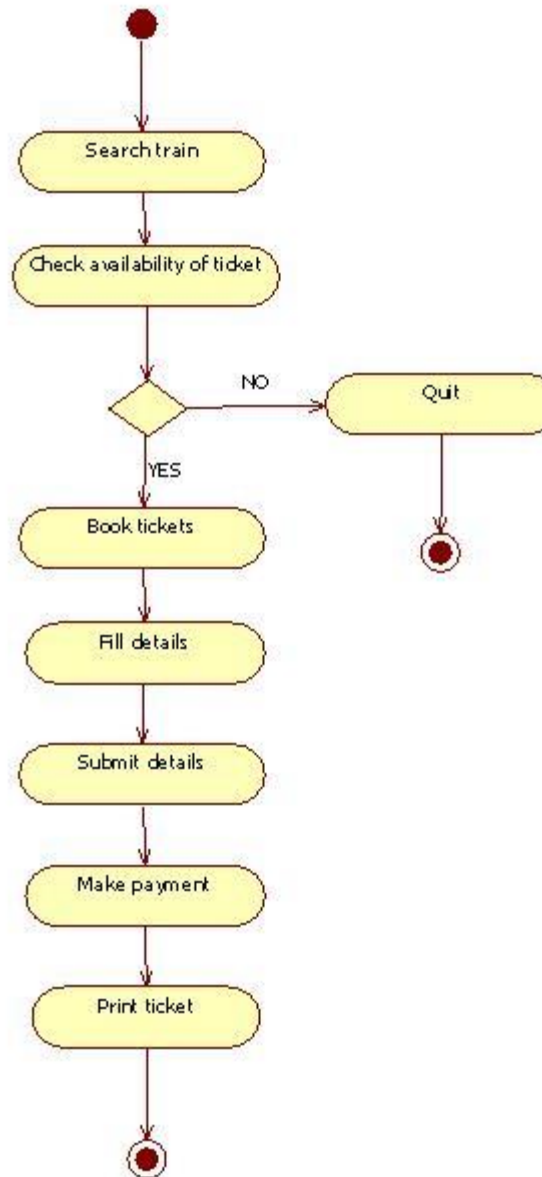 Search train
Check availability of ticket
NO
Quit
YES
Book tickets
Fill details
Submit details
Make payment
Print ticket